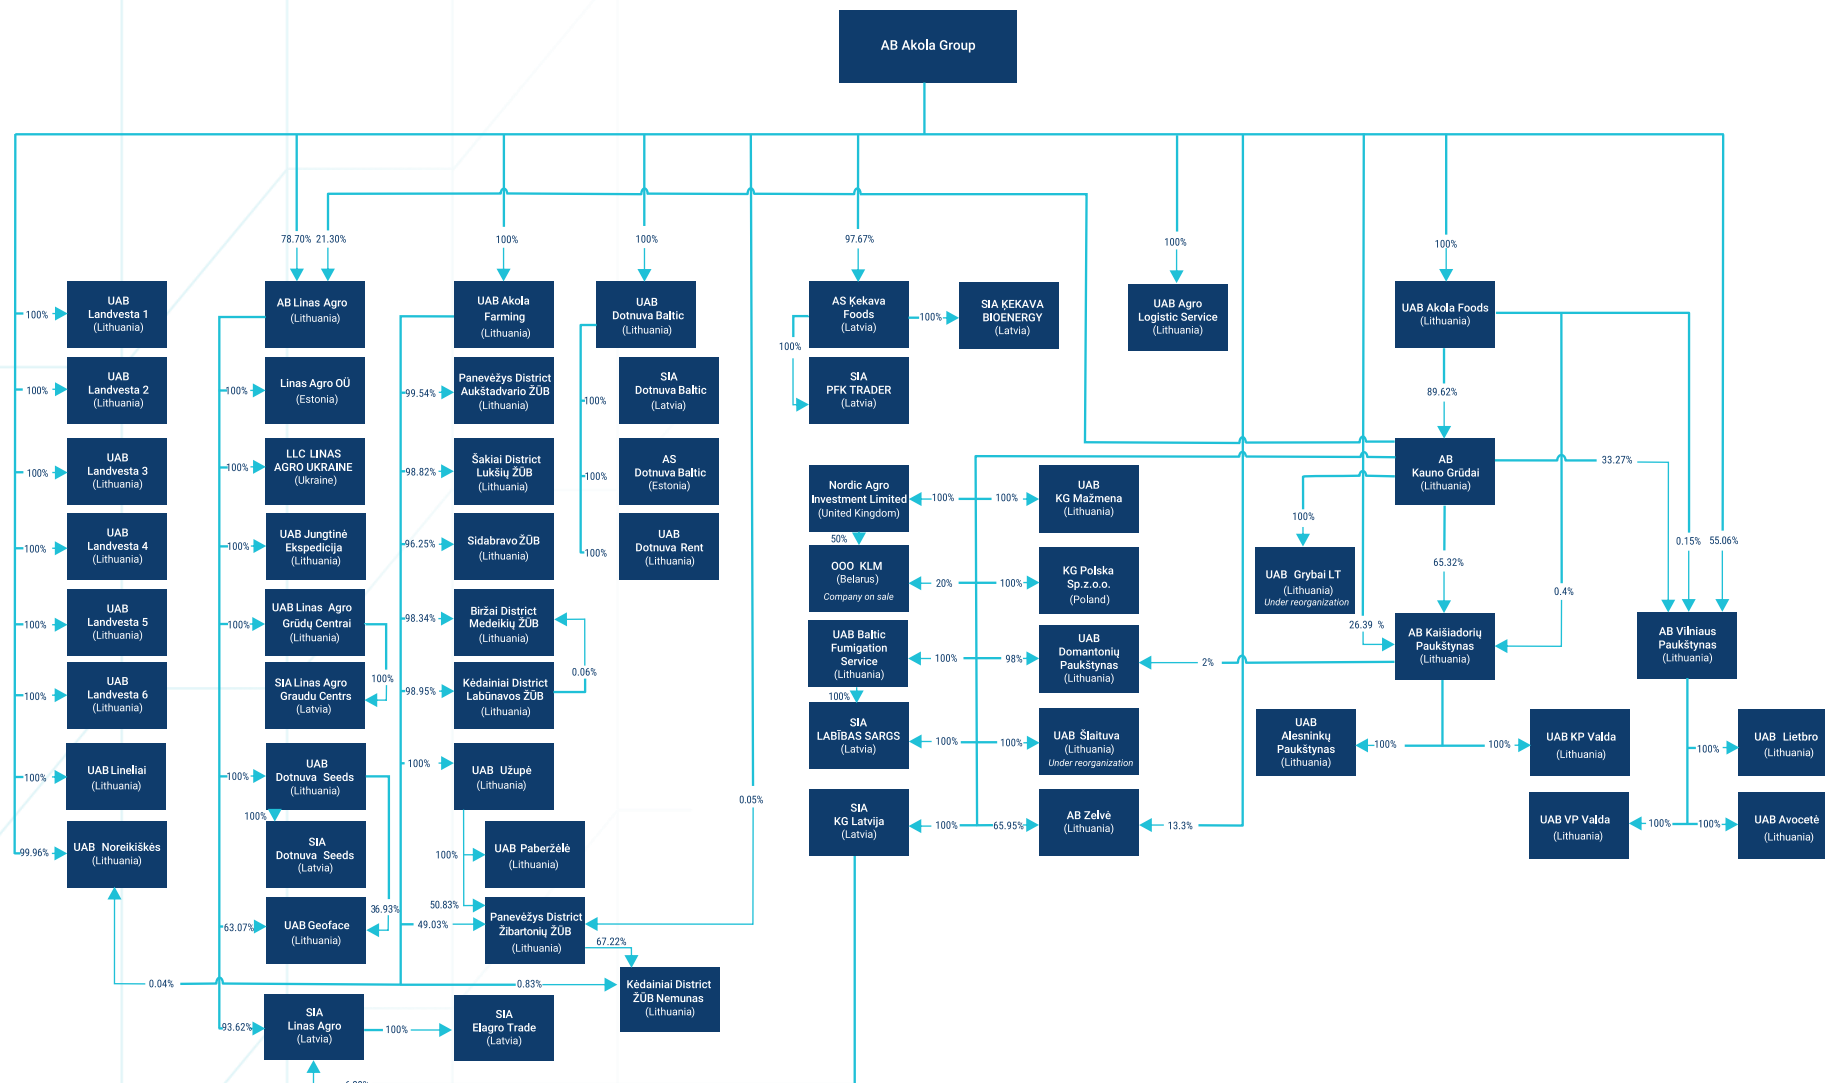 AB Akola Group
78.70%
21.30%
100%
100%
97.67%
100%
100%
UAB
Landvesta 1
(Lithuania)
100%
UAB
Landvesta 2
(Lithuania)
100%
UAB
Landvesta 3
(Lithuania)
100%
UAB
Landvesta 4
(Lithuania)
100%
UAB
Landvesta 5
(Lithuania)
100%
UAB
Landvesta 6
(Lithuania)
100%
UAB Lineliai
(Lithuania)
100%
UAB Noreikiškės
(Lithuania)
99.96%
0.04%
AB Linas Agro
(Lithuania)
100%
Linas Agro OÜ
(Estonia)
100%
LLC LINAS
AGRO UKRAINE
(Ukraine)
100%
UAB Jungtinė
Ekspedicija
(Lithuania)
100%
UAB Linas Agro
Grūdų Centrai
(Lithuania)
100%
SIA Linas Agro
Graudu Centrs
(Latvia)
100%
UAB
Dotnuva Seeds
(Lithuania)
100%
SIA
Dotnuva Seeds
(Latvia)
36.93%
63.07%
UAB Geoface
(Lithuania)
93.62%
SIA
Linas Agro
(Latvia)
100%
SIA
Elagro Trade
(Latvia)
UAB Akola
Farming
(Lithuania)
99.54%
Panevėžys District
Aukštadvario ŽŪB
(Lithuania)
98.82%
Šakiai District
Lukšių ŽŪB
(Lithuania)
96.25%
Sidabravo ŽŪB
(Lithuania)
98.34%
Biržai District
Medeikių ŽŪB
(Lithuania)
0.06%
98.95%
Kėdainiai District
Labūnavos ŽŪB
(Lithuania)
100%
UAB Užupė
(Lithuania)
100%
UAB Paberžėlė
(Lithuania)
50.83%
49.03%
Panevėžys District
Žibartonių ŽŪB
(Lithuania)
0.05%
67.22%
0.83%
Kėdainiai District
ŽŪB Nemunas
(Lithuania)
UAB
Dotnuva Baltic
(Lithuania)
100%
SIA
Dotnuva Baltic
(Latvia)
100%
AS
Dotnuva Baltic
(Estonia)
100%
UAB
Dotnuva Rent
(Lithuania)
AS Ķekava
Foods
(Latvia)
100%
SIA ĶEKAVA
BIOENERGY
(Latvia)
100%
SIA
PFK TRADER
(Latvia)
UAB Agro
Logistic Service
(Lithuania)
Nordic Agro
Investment Limited
(United Kingdom)
100%
100%
UAB
KG Mažmena
(Lithuania)
50%
OOO KLM
(Belarus)
Company on sale
20%
100%
KG Polska
Sp.z.o.o.
(Poland)
UAB Baltic
Fumigation
Service
(Lithuania)
100%
98%
UAB
Domantonių
Paukštynas
(Lithuania)
2%
100%
SIA
LABĪBAS SARGS
(Latvia)
100%
100%
UAB Šlaituva
(Lithuania)
Under reorganization
SIA
KG Latvija
(Latvia)
100%
65.95%
AB Zelvė
(Lithuania)
13.3%
UAB Akola Foods
(Lithuania)
89.62%
AB
Kauno Grūdai
(Lithuania)
33.27%
100%
UAB Grybai LT
(Lithuania)
Under reorganization
65.32%
0.4%
0.15%
55.06%
26.39 %
AB Kaišiadorių
Paukštynas
(Lithuania)
AB Vilniaus
Paukštynas
(Lithuania)
UAB
Alesninkų
Paukštynas
(Lithuania)
100%
100%
UAB KP Valda
(Lithuania)
100%
UAB Lietbro
(Lithuania)
UAB VP Valda
(Lithuania)
100%
100%
UAB Avocetė
(Lithuania)